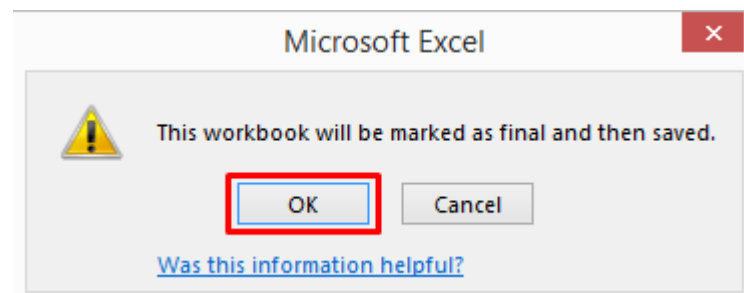 Microsoft Excel
This workbook will be marked as final and then saved.
OK
Cancel
Was this information helpful?